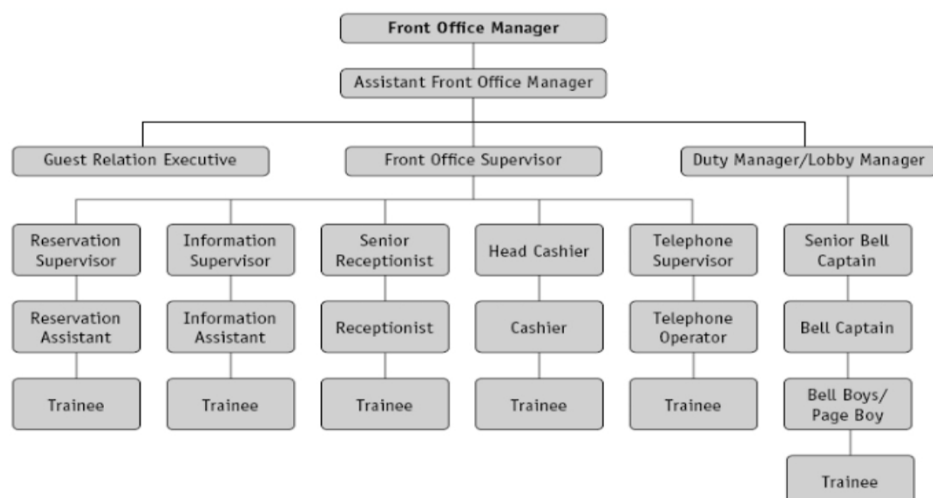 Front Office Manager
Assistant Front Office Manager
Guest Relation Executive
Front Office Supervisor
Duty Manager/Lobby Manager
Reservation
Supervisor
Information
Supervisor
Senior
Receptionist
Head Cashier
Telephone
Supervisor
Senior Bell
Captain
Reservation
Assistant
Information
Assistant
Receptionist
Cashier
Telephone
Operator
Bell Captain
Trainee
Trainee
Trainee
Trainee
Trainee
Bell Boys/
Page Boy
Trainee